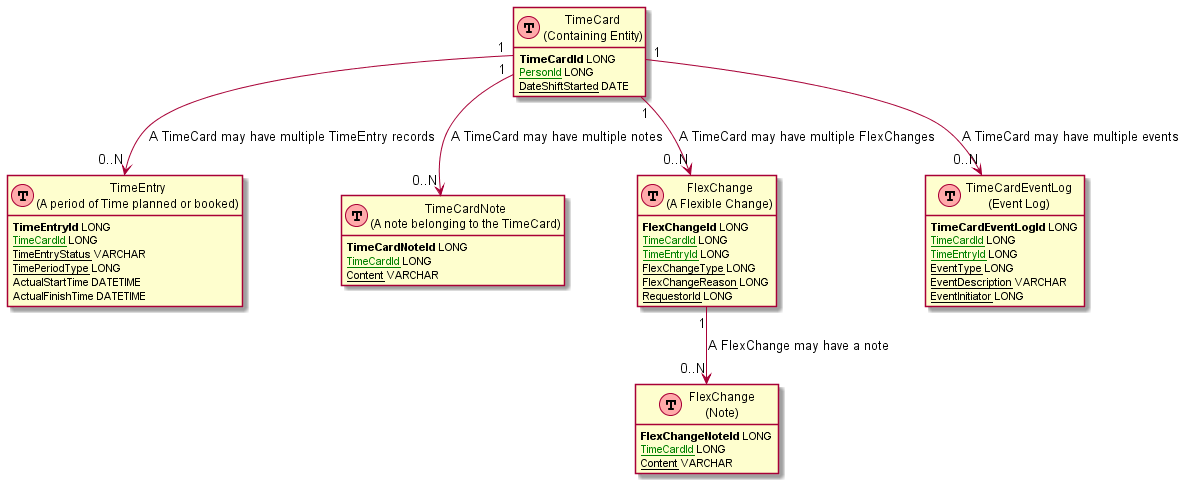 T
TimeCard
(Containing Entity)
TimeCardId LONG
PersonId LONG
DateShiftStarted DATE
1
1
1
1
A TimeCard may have multiple TimeEntry records
A TimeCard may have multiple notes
A TimeCard may have multiple FlexChanges
A TimeCard may have multiple events
0..N
0..N
0..N
0..N
T
TimeEntry
(A period of Time planned or booked)
TimeEntryId LONG
TimeCardId LONG
TimeEntryStatus VARCHAR
TimePeriodType LONG
ActualStartTime DATETIME
ActualFinishTime DATETIME
T
TimeCardNote
(A note belonging to the TimeCard)
TimeCardNoteId LONG
TimeCardId LONG
Content VARCHAR
T
FlexChange
(A Flexible Change)
FlexChangeId LONG
TimeCardId LONG
TimeEntryId LONG
FlexChangeType LONG
FlexChangeReason LONG
RequestorId LONG
T
TimeCardEventLog
(Event Log)
TimeCardEventLogId LONG
TimeCardId LONG
TimeEntryId LONG
EventType LONG
EventDescription VARCHAR
EventInitiator LONG
1
A FlexChange may have a note
0..N
T
FlexChange
(Note)
FlexChangeNoteId LONG
TimeCardId LONG
Content VARCHAR